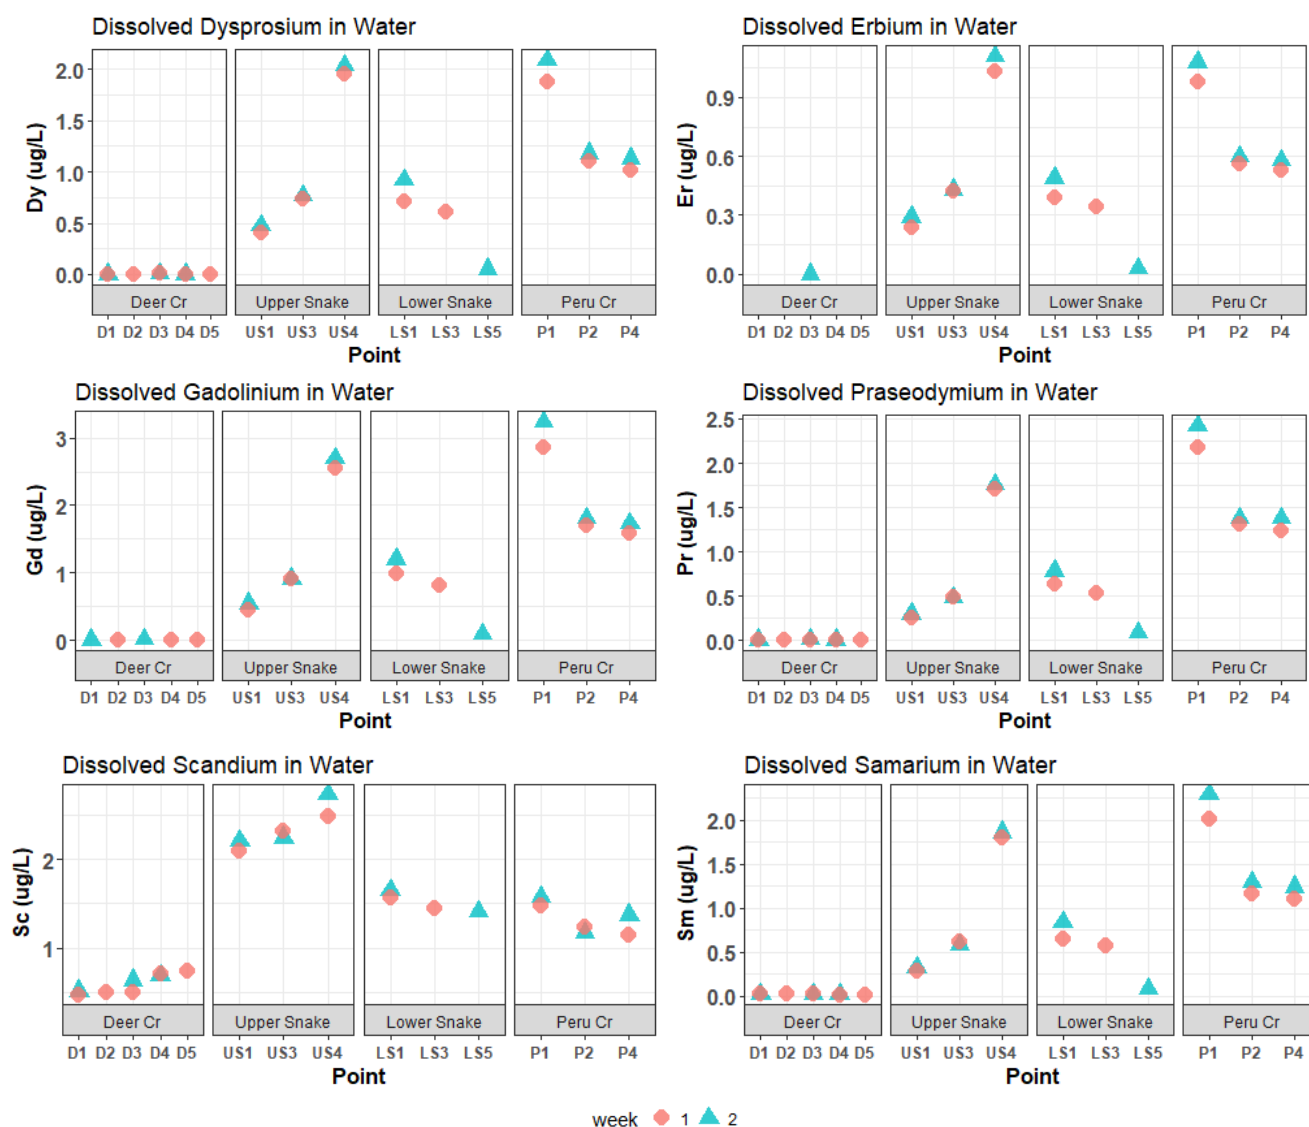 Dissolved Dysprosium in Water
Dy (ug/L)
2.0
1.5
1.0
0.5
0.0
Deer Cr Upper Snake Lower Snake Peru Cr
D1 D2 D3 D4 D5 US1 US3 US4 LS1 LS3 LS5 P1 P2 P4
Point
Dissolved Erbium in Water
Er (ug/L)
0.9
0.6
0.3
0.0
Deer Cr Upper Snake Lower Snake Peru Cr
D1 D2 D3 D4 D5 US1 US3 US4 LS1 LS3 LS5 P1 P2 P4
Point
Dissolved Gadolinium in Water
Gd (ug/L)
3
2
1
0
Deer Cr Upper Snake Lower Snake Peru Cr
D1 D2 D3 D4 D5 US1 US3 US4 LS1 LS3 LS5 P1 P2 P4
Point
Dissolved Praseodymium in Water
Pr (ug/L)
2.5
2.0
1.5
1.0
0.5
0.0
Deer Cr Upper Snake Lower Snake Peru Cr
D1 D2 D3 D4 D5 US1 US3 US4 LS1 LS3 LS5 P1 P2 P4
Point
Dissolved Scandium in Water
Sc (ug/L)
2
1
Deer Cr Upper Snake Lower Snake Peru Cr
D1 D2 D3 D4 D5 US1 US3 US4 LS1 LS3 LS5 P1 P2 P4
Point
Dissolved Samarium in Water
Sm (ug/L)
2.0
1.5
1.0
0.5
0.0
Deer Cr Upper Snake Lower Snake Peru Cr
D1 D2 D3 D4 D5 US1 US3 US4 LS1 LS3 LS5 P1 P2 P4
Point
week 1 2